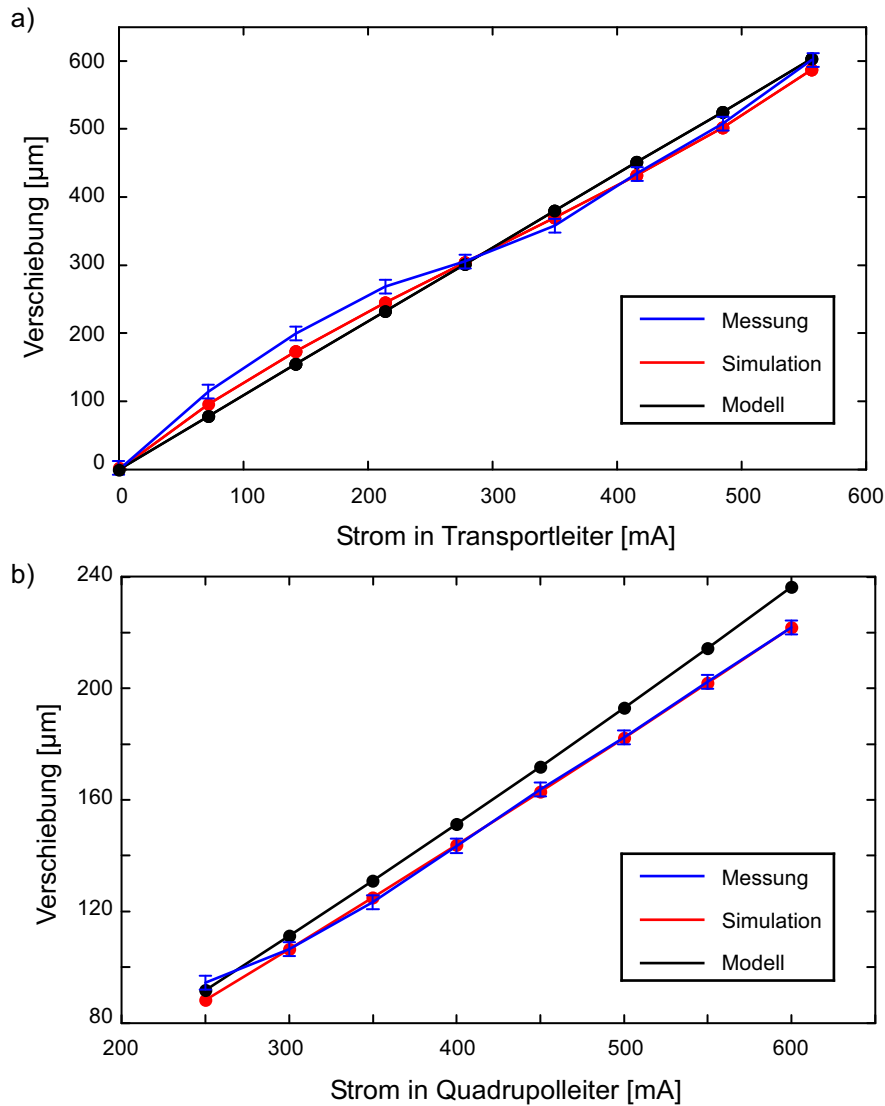 a)
600
500
400
300
200
100
0
Verschiebung [µm]
Messung
Simulation
Modell
0 100 200 300 400 500 600
Strom in Transportleiter [mA]
b)
240
200
160
120
80
Verschiebung [µm]
Messung
Simulation
Modell
200 300 400 500 600
Strom in Quadrupolleiter [mA]